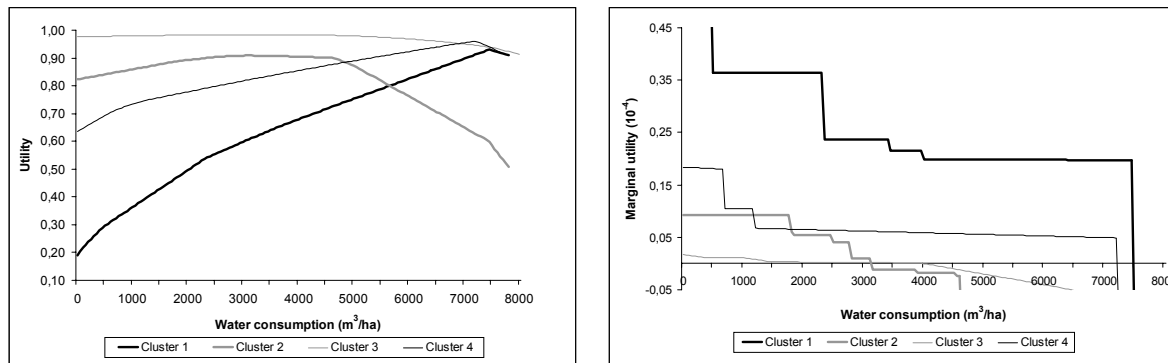 1,00
0,90
0,80
0,70
0,60
0,50
0,40
0,30
0,20
0,10
Utility
0 1000 2000 3000 4000 5000 6000 7000 8000
Water consumption (m³/ha)
Cluster 1 Cluster 2 Cluster 3 Cluster 4
0,35
0,25
0,15
0,05
-0,05
Marginal utility (10⁻⁴)
0 1000 2000 3000 4000 5000 6000 7000 800
Water consumption (m³/ha)
Cluster 1 Cluster 2 Cluster 3 Cluster 4